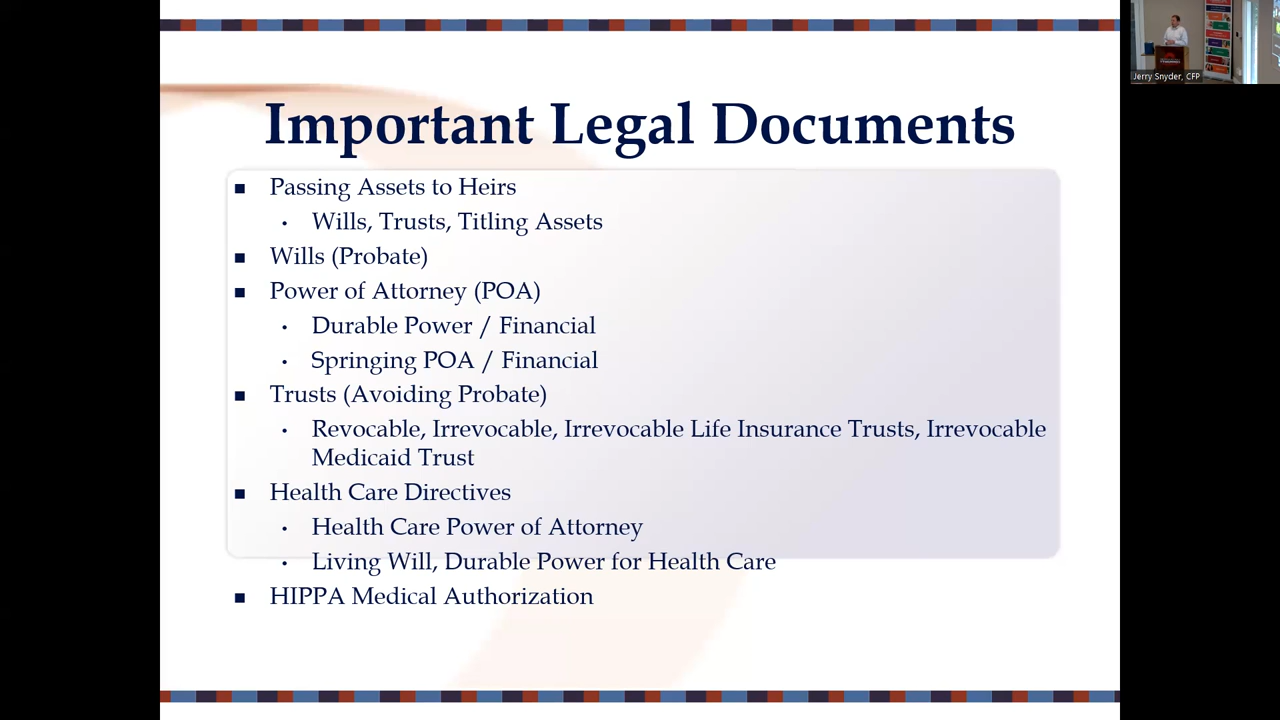 Jerry Snyder, CFP
Important Legal Documents
■ Passing Assets to Heirs
• Wills, Trusts, Titling Assets
■ Wills (Probate)
■ Power of Attorney (POA)
• Durable Power / Financial
• Springing POA / Financial
■ Trusts (Avoiding Probate)
• Revocable, Irrevocable, Irrevocable Life Insurance Trusts, Irrevocable
Medicaid Trust
■ Health Care Directives
• Health Care Power of Attorney
• Living Will, Durable Power for Health Care
■ HIPPA Medical Authorization